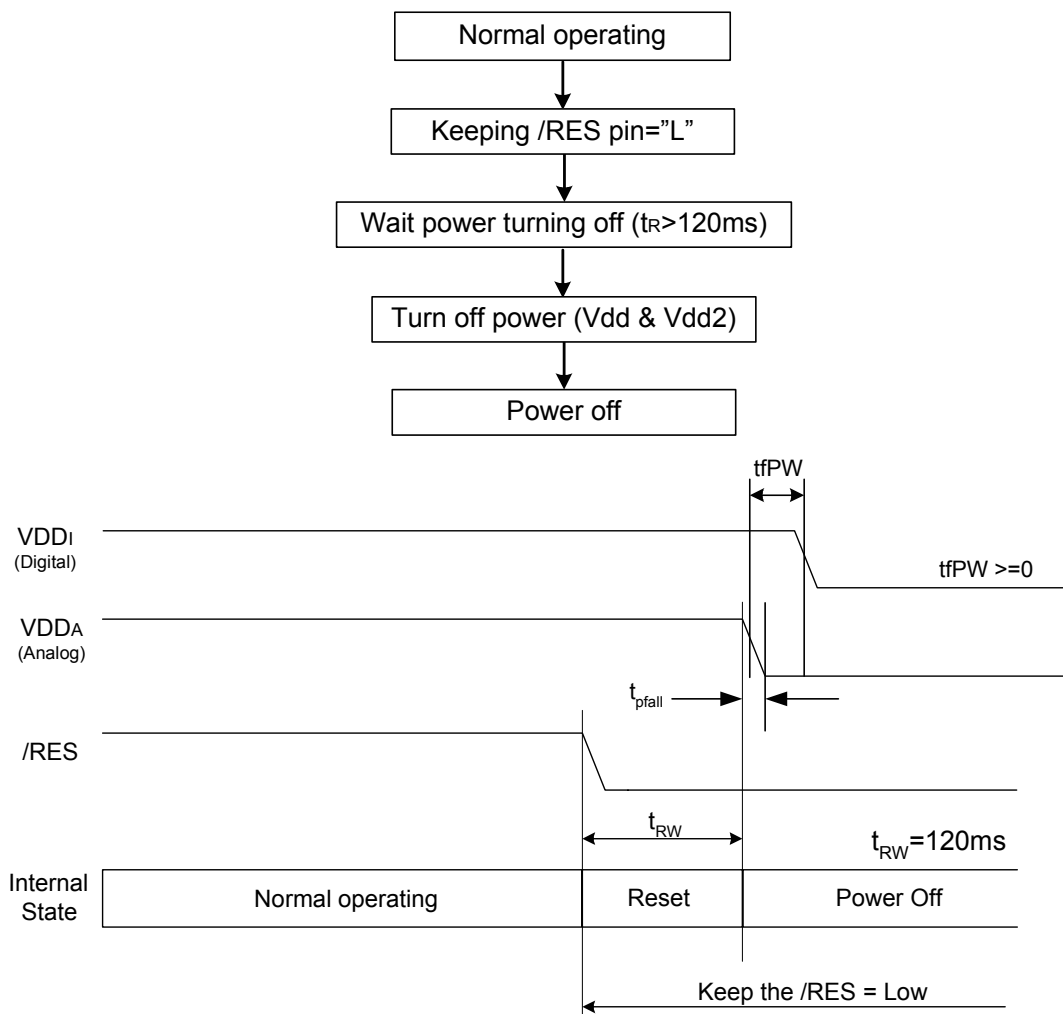 Normal operating
Keeping /RES pin=”L”
Wait power turning off (tR>120ms)
Turn off power (Vdd & Vdd2)
Power off
tfPW
VDDI
(Digital)
tfPW >=0
VDDA
(Analog)
tpfall
/RES
tRW
tRW=120ms
Internal
State
Normal operating
Reset
Power Off
Keep the /RES = Low